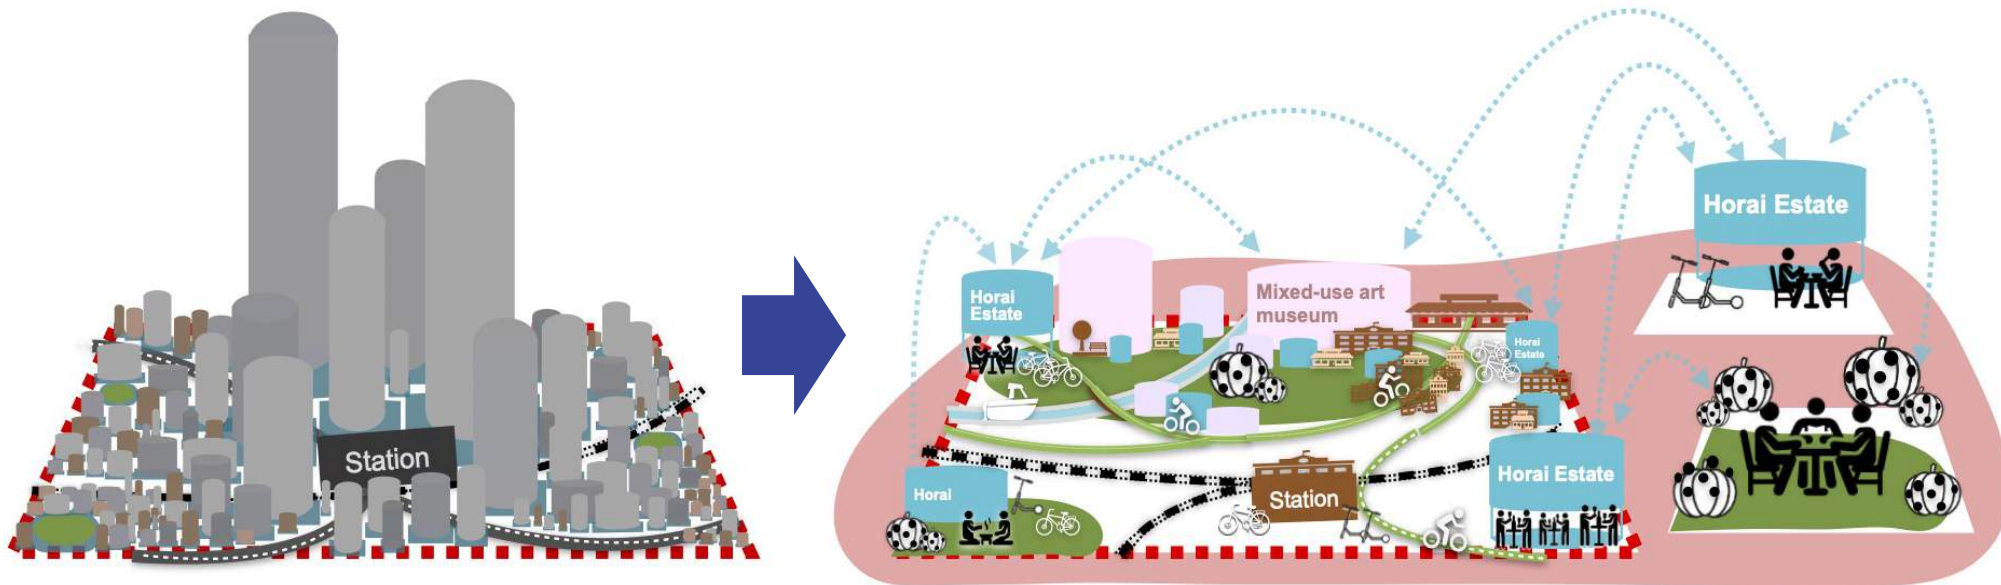 Station
Horai
Estate
Mixed-use art
museum
Horai Estate
Horai
Estate
Horai Estate
Horai
Station